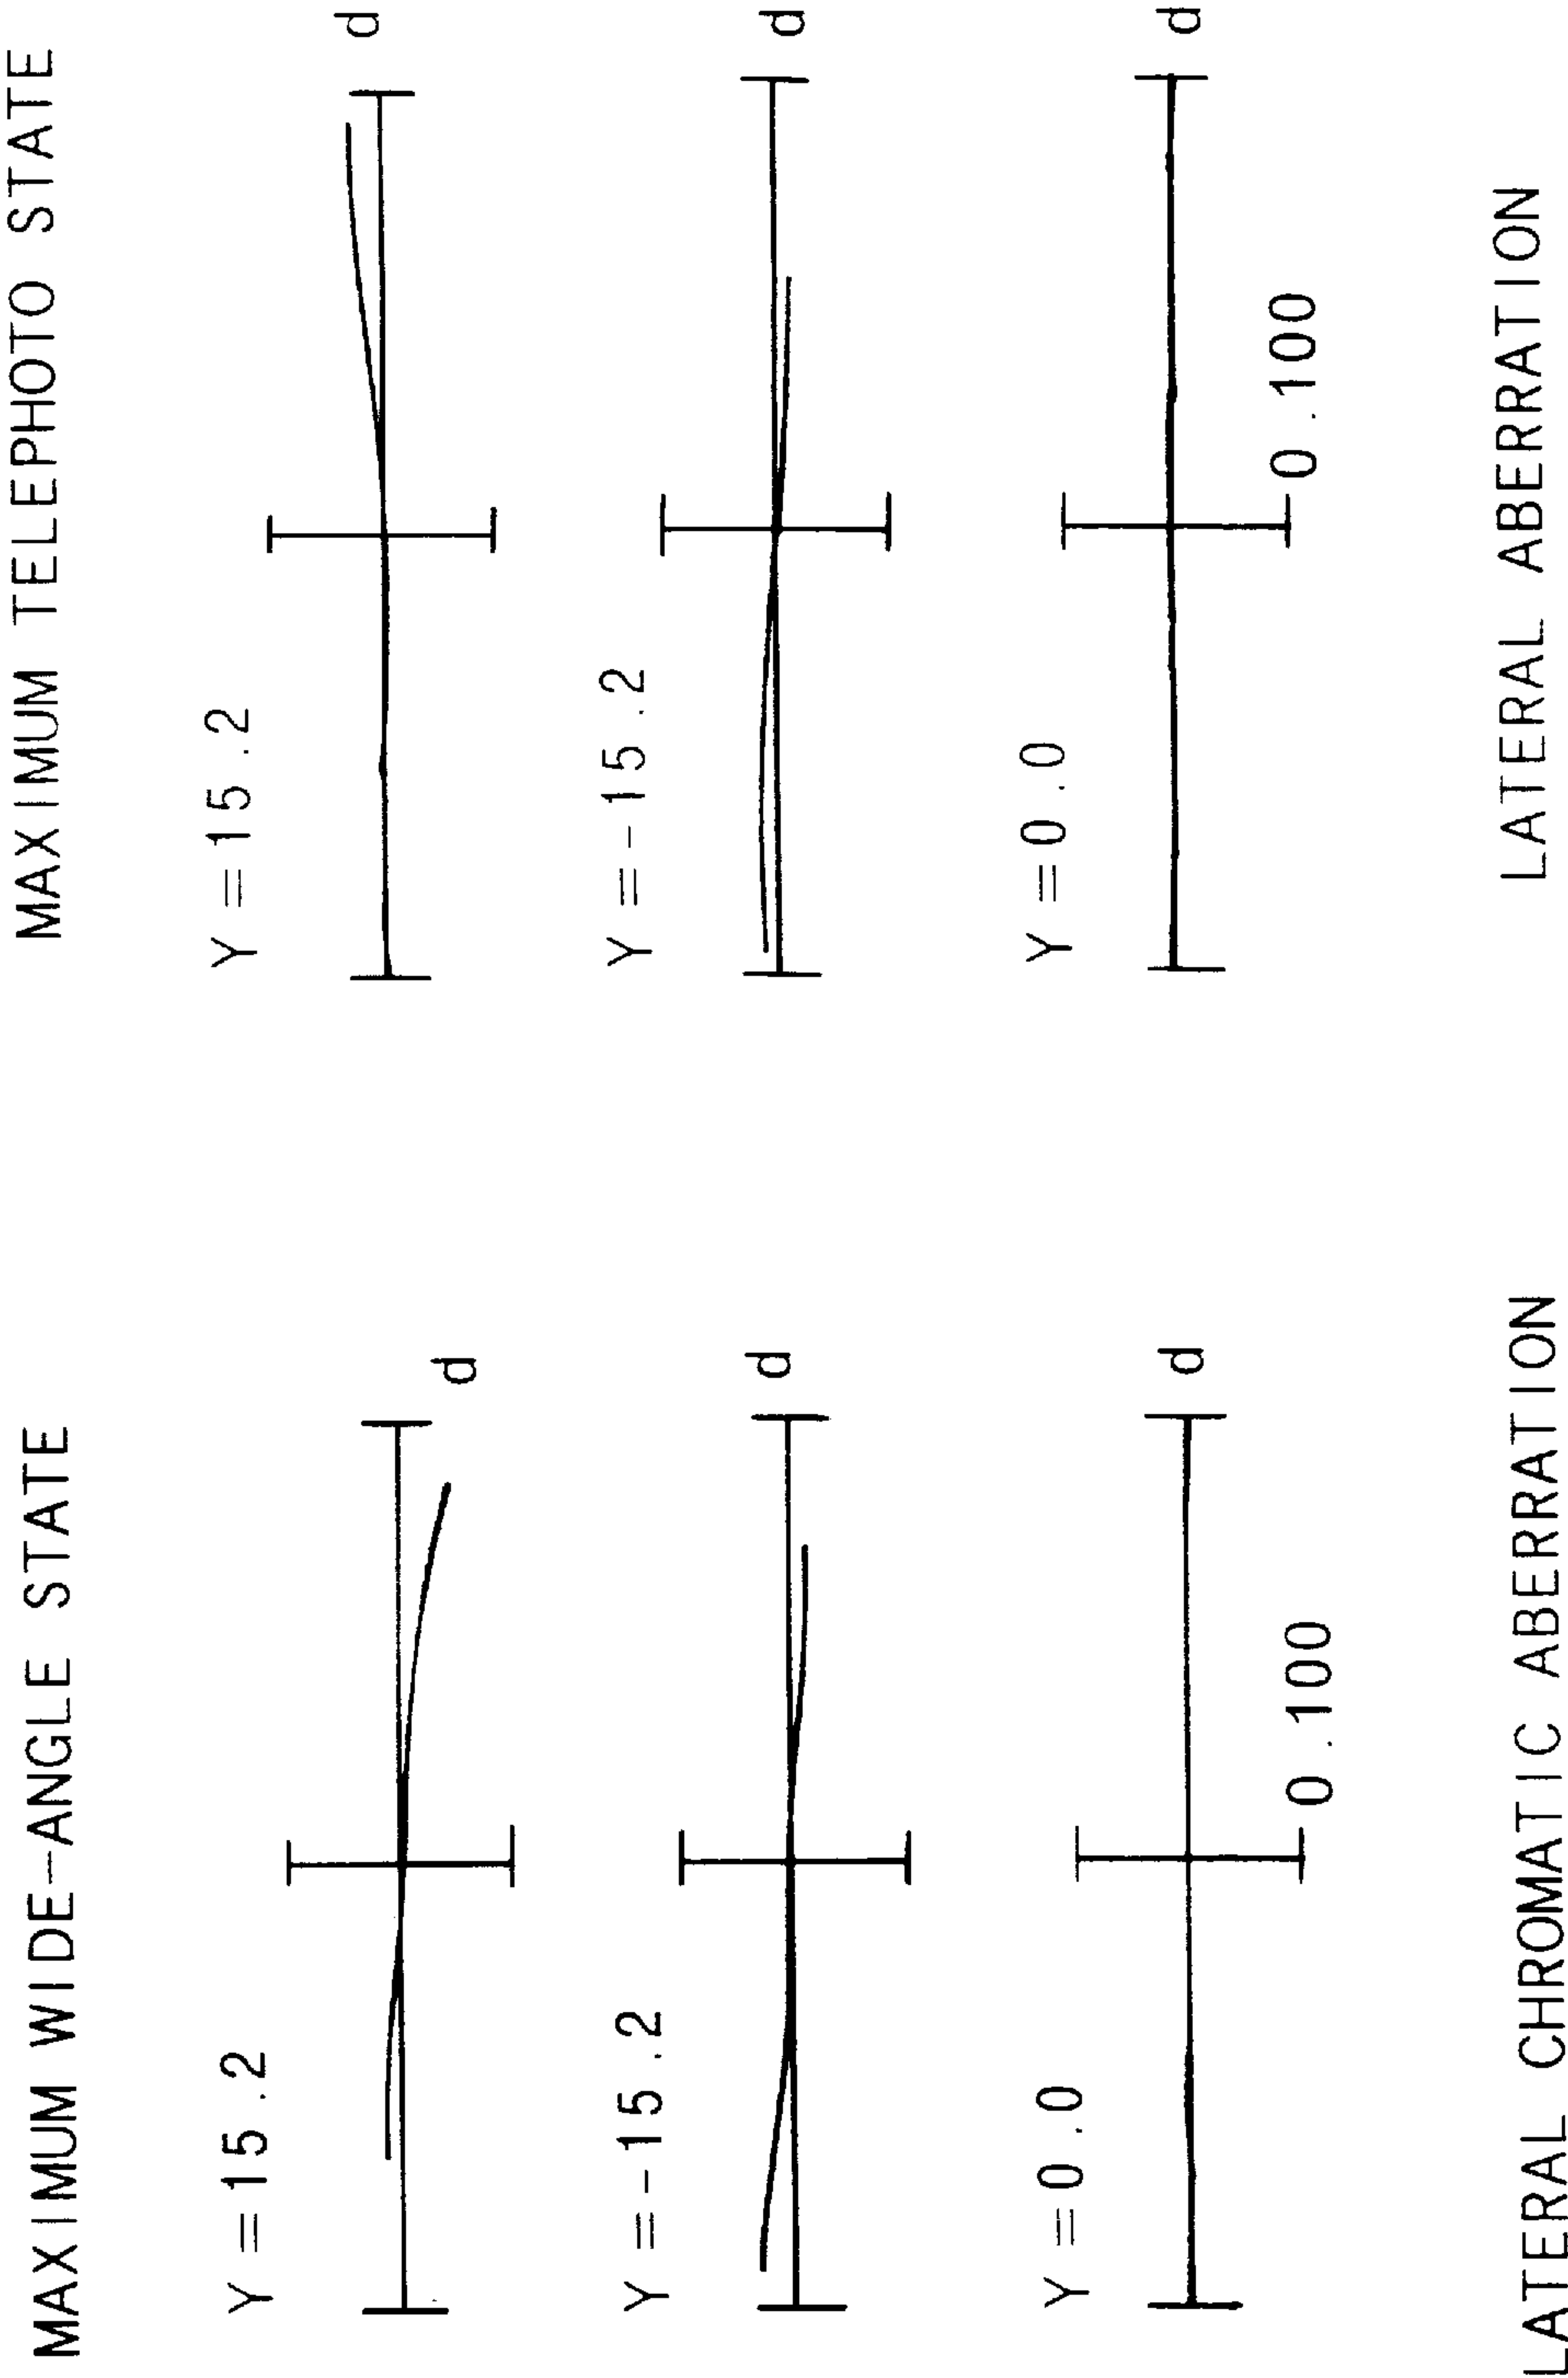 MAXIMUM WIDE-ANGLE STATE
Y=15.2
d
Y=-15.2
d
Y=0.0
d
0.100
LATERAL CHROMATIC ABERRATION
MAXIMUM TELEPHOTO STATE
Y=15.2
d
Y=-15.2
d
Y=0.0
d
0.100
LATERAL ABERRATION